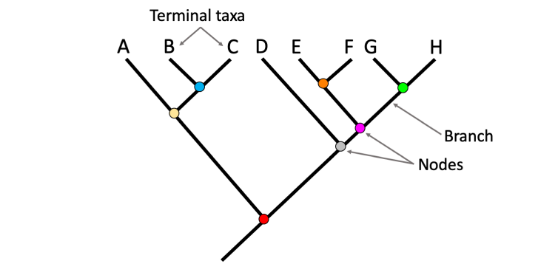 Terminal taxa
A B C D E F G H
Branch
Nodes